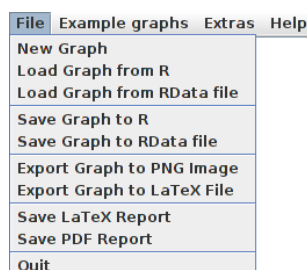 File Example graphs Extras Help
New Graph
Load Graph from R
Load Graph from RData file
Save Graph to R
Save Graph to RData file
Export Graph to PNG Image
Export Graph to LaTeX File
Save LaTeX Report
Save PDF Report
Quit